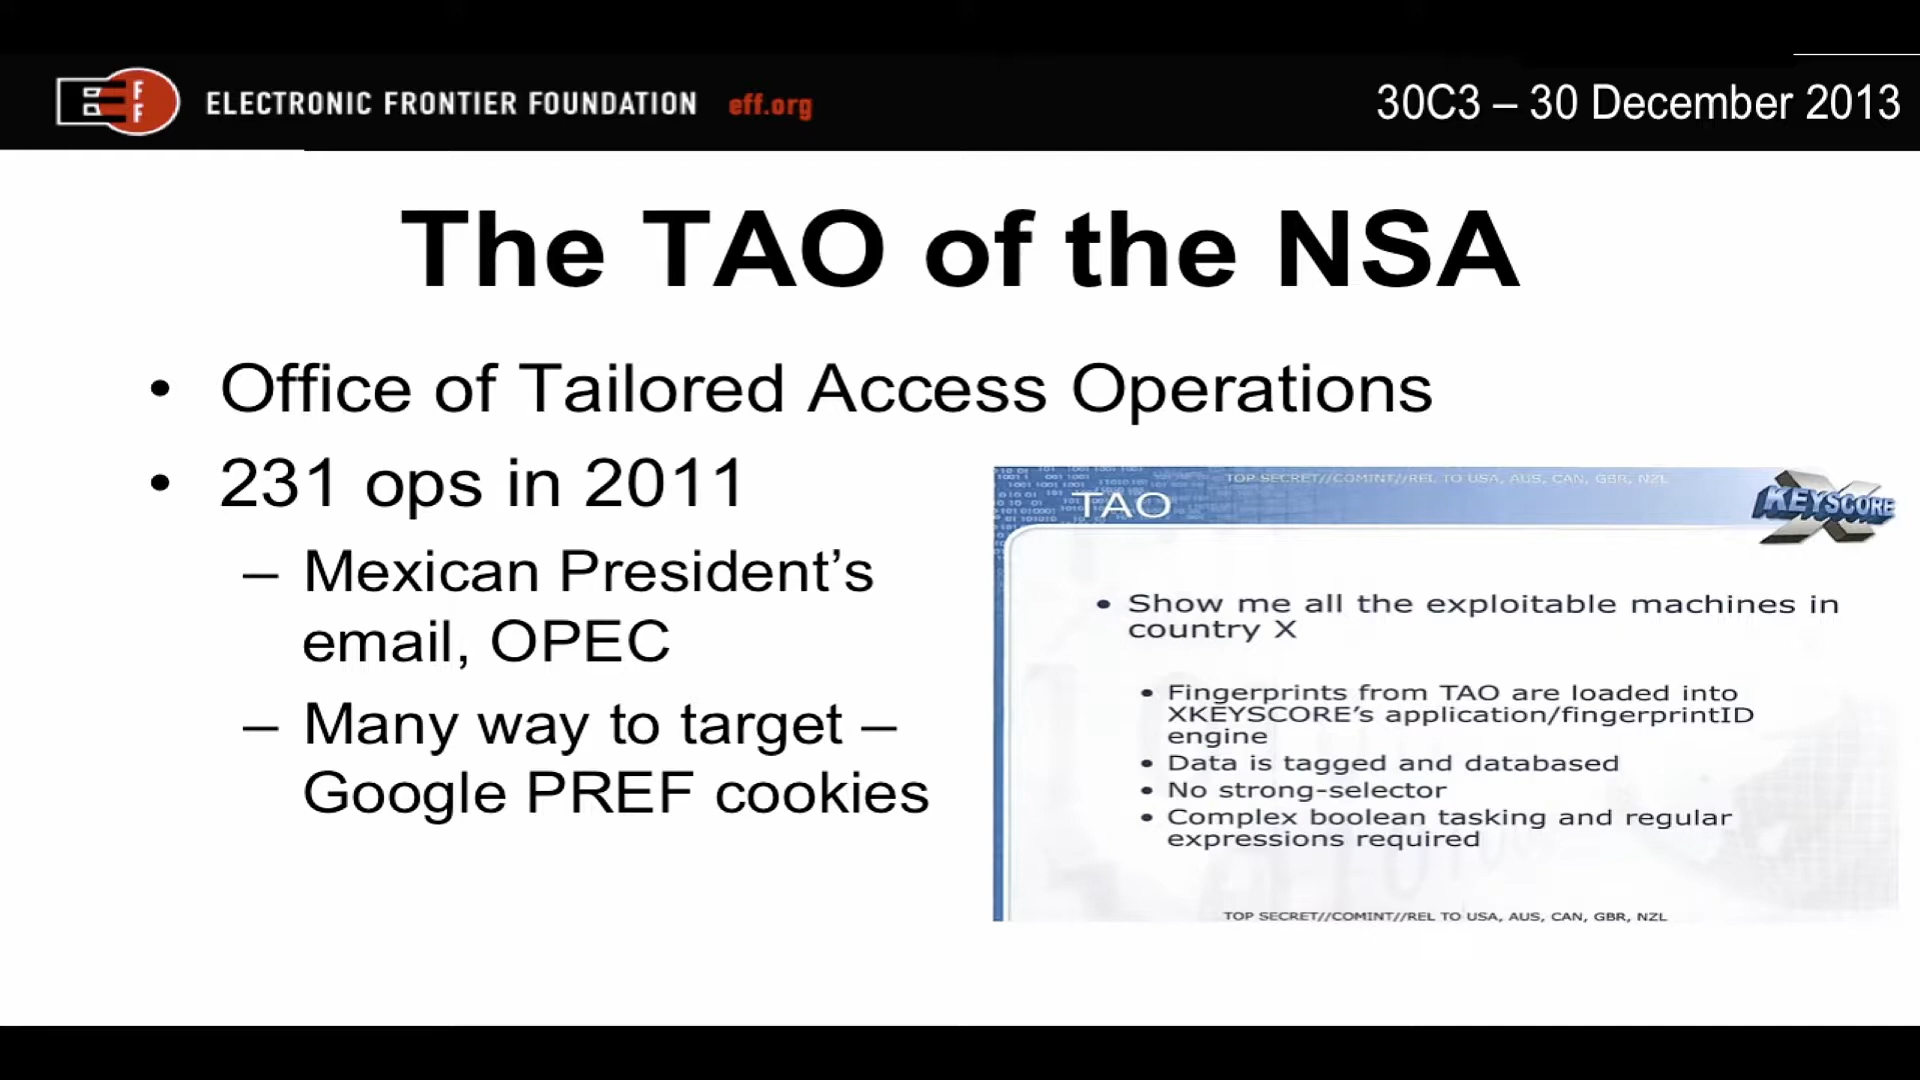 EFF ELECTRONIC FRONTIER FOUNDATION eff.org
30C3 – 30 December 2013
The TAO of the NSA
• Office of Tailored Access Operations
• 231 ops in 2011
– Mexican President’s
email, OPEC
– Many way to target –
Google PREF cookies
TOP SECRET//COMINT//REL TO USA, AUS, CAN, GBR, NZL
TAO
XKEYSCORE
• Show me all the exploitable machines in
country X
• Fingerprints from TAO are loaded into
XKEYSCORE’s application/fingerprintID
engine
• Data is tagged and databased
• No strong-selector
• Complex boolean tasking and regular
expressions required
TOP SECRET//COMINT//REL TO USA, AUS, CAN, GBR, NZL